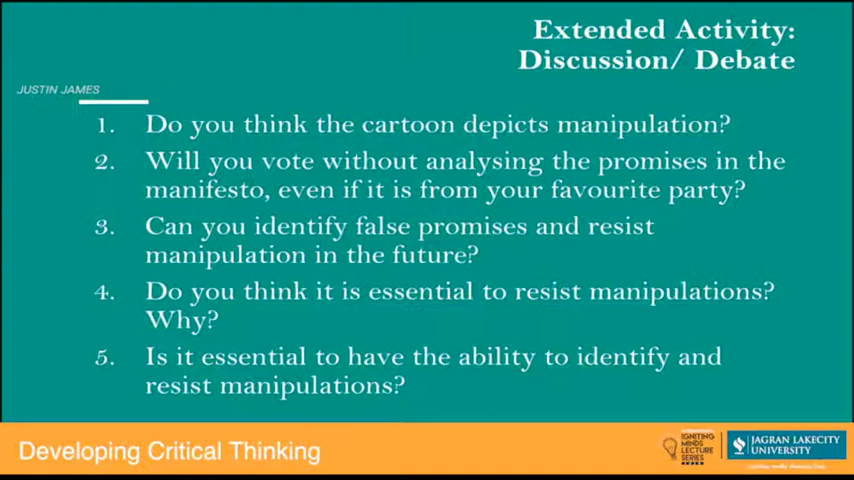 Extended Activity:
Discussion/ Debate
JUSTIN JAMES
1. Do you think the cartoon depicts manipulation?
2. Will you vote without analysing the promises in the
manifesto, even if it is from your favourite party?
3. Can you identify false promises and resist
manipulation in the future?
4. Do you think it is essential to resist manipulations?
Why?
5. Is it essential to have the ability to identify and
resist manipulations?
Developing Critical Thinking
IGNITING
MINDS
LECTURE
SERIES
JAGRAN LAKECITY
UNIVERSITY